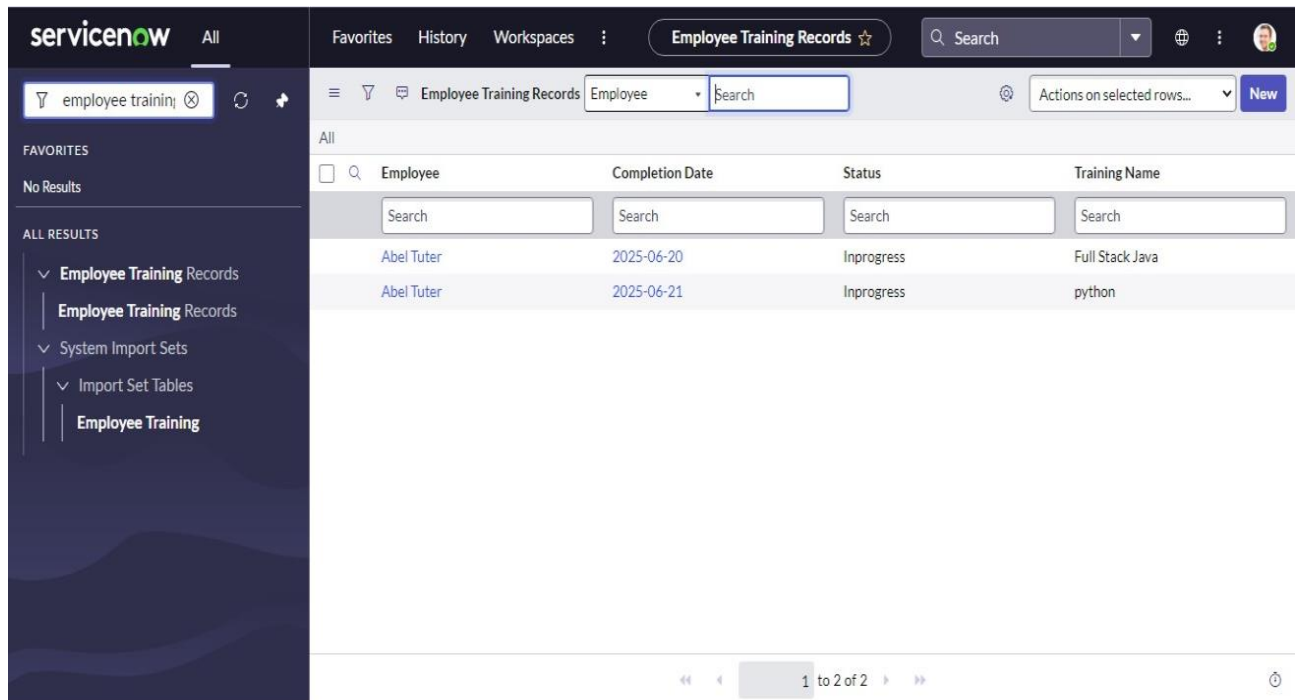 servicenow All Favorites History Workspaces Employee Training Records Search
employee training
Employee Training Records Employee Search Actions on selected rows... New
FAVORITES
No Results
ALL RESULTS
Employee Training Records
Employee Training Records
System Import Sets
Import Set Tables
Employee Training
All
Employee Completion Date Status Training Name
Search Search Search Search
Abel Tuter 2025-06-20 Inprogress Full Stack Java
Abel Tuter 2025-06-21 Inprogress python
1 to 2 of 2